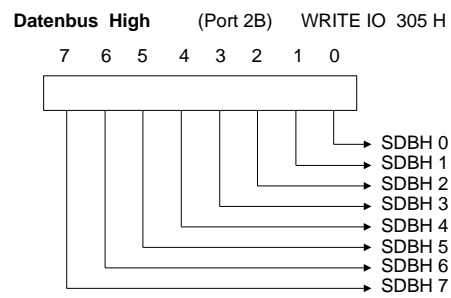 Datenbus High (Port 2B) WRITE IO 305 H
7 6 5 4 3 2 1 0
SDBH 0
SDBH 1
SDBH 2
SDBH 3
SDBH 4
SDBH 5
SDBH 6
SDBH 7